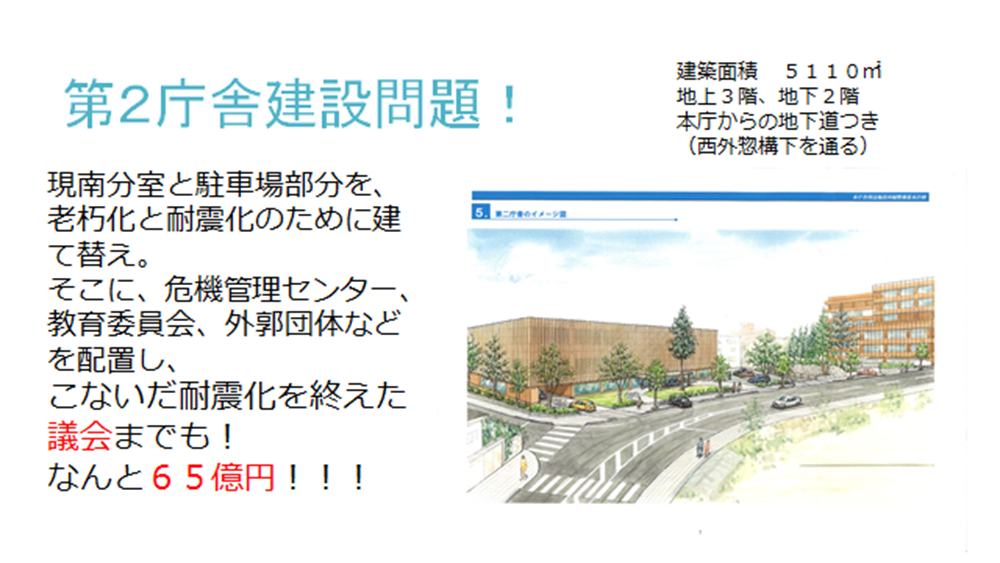 第２庁舎建設問題！
建築面積　５１１０㎡
地上３階、地下２階
本庁からの地下道つき
（西外惣構下を通る）
現南分室と駐車場部分を、
老朽化と耐震化のために建
て替え。
そこに、危機管理センター、
教育委員会、外郭団体など
を配置し、
こないだ耐震化を終えた
議会までも！
なんと６５億円！！！
5. 第二庁舎のイメージ図